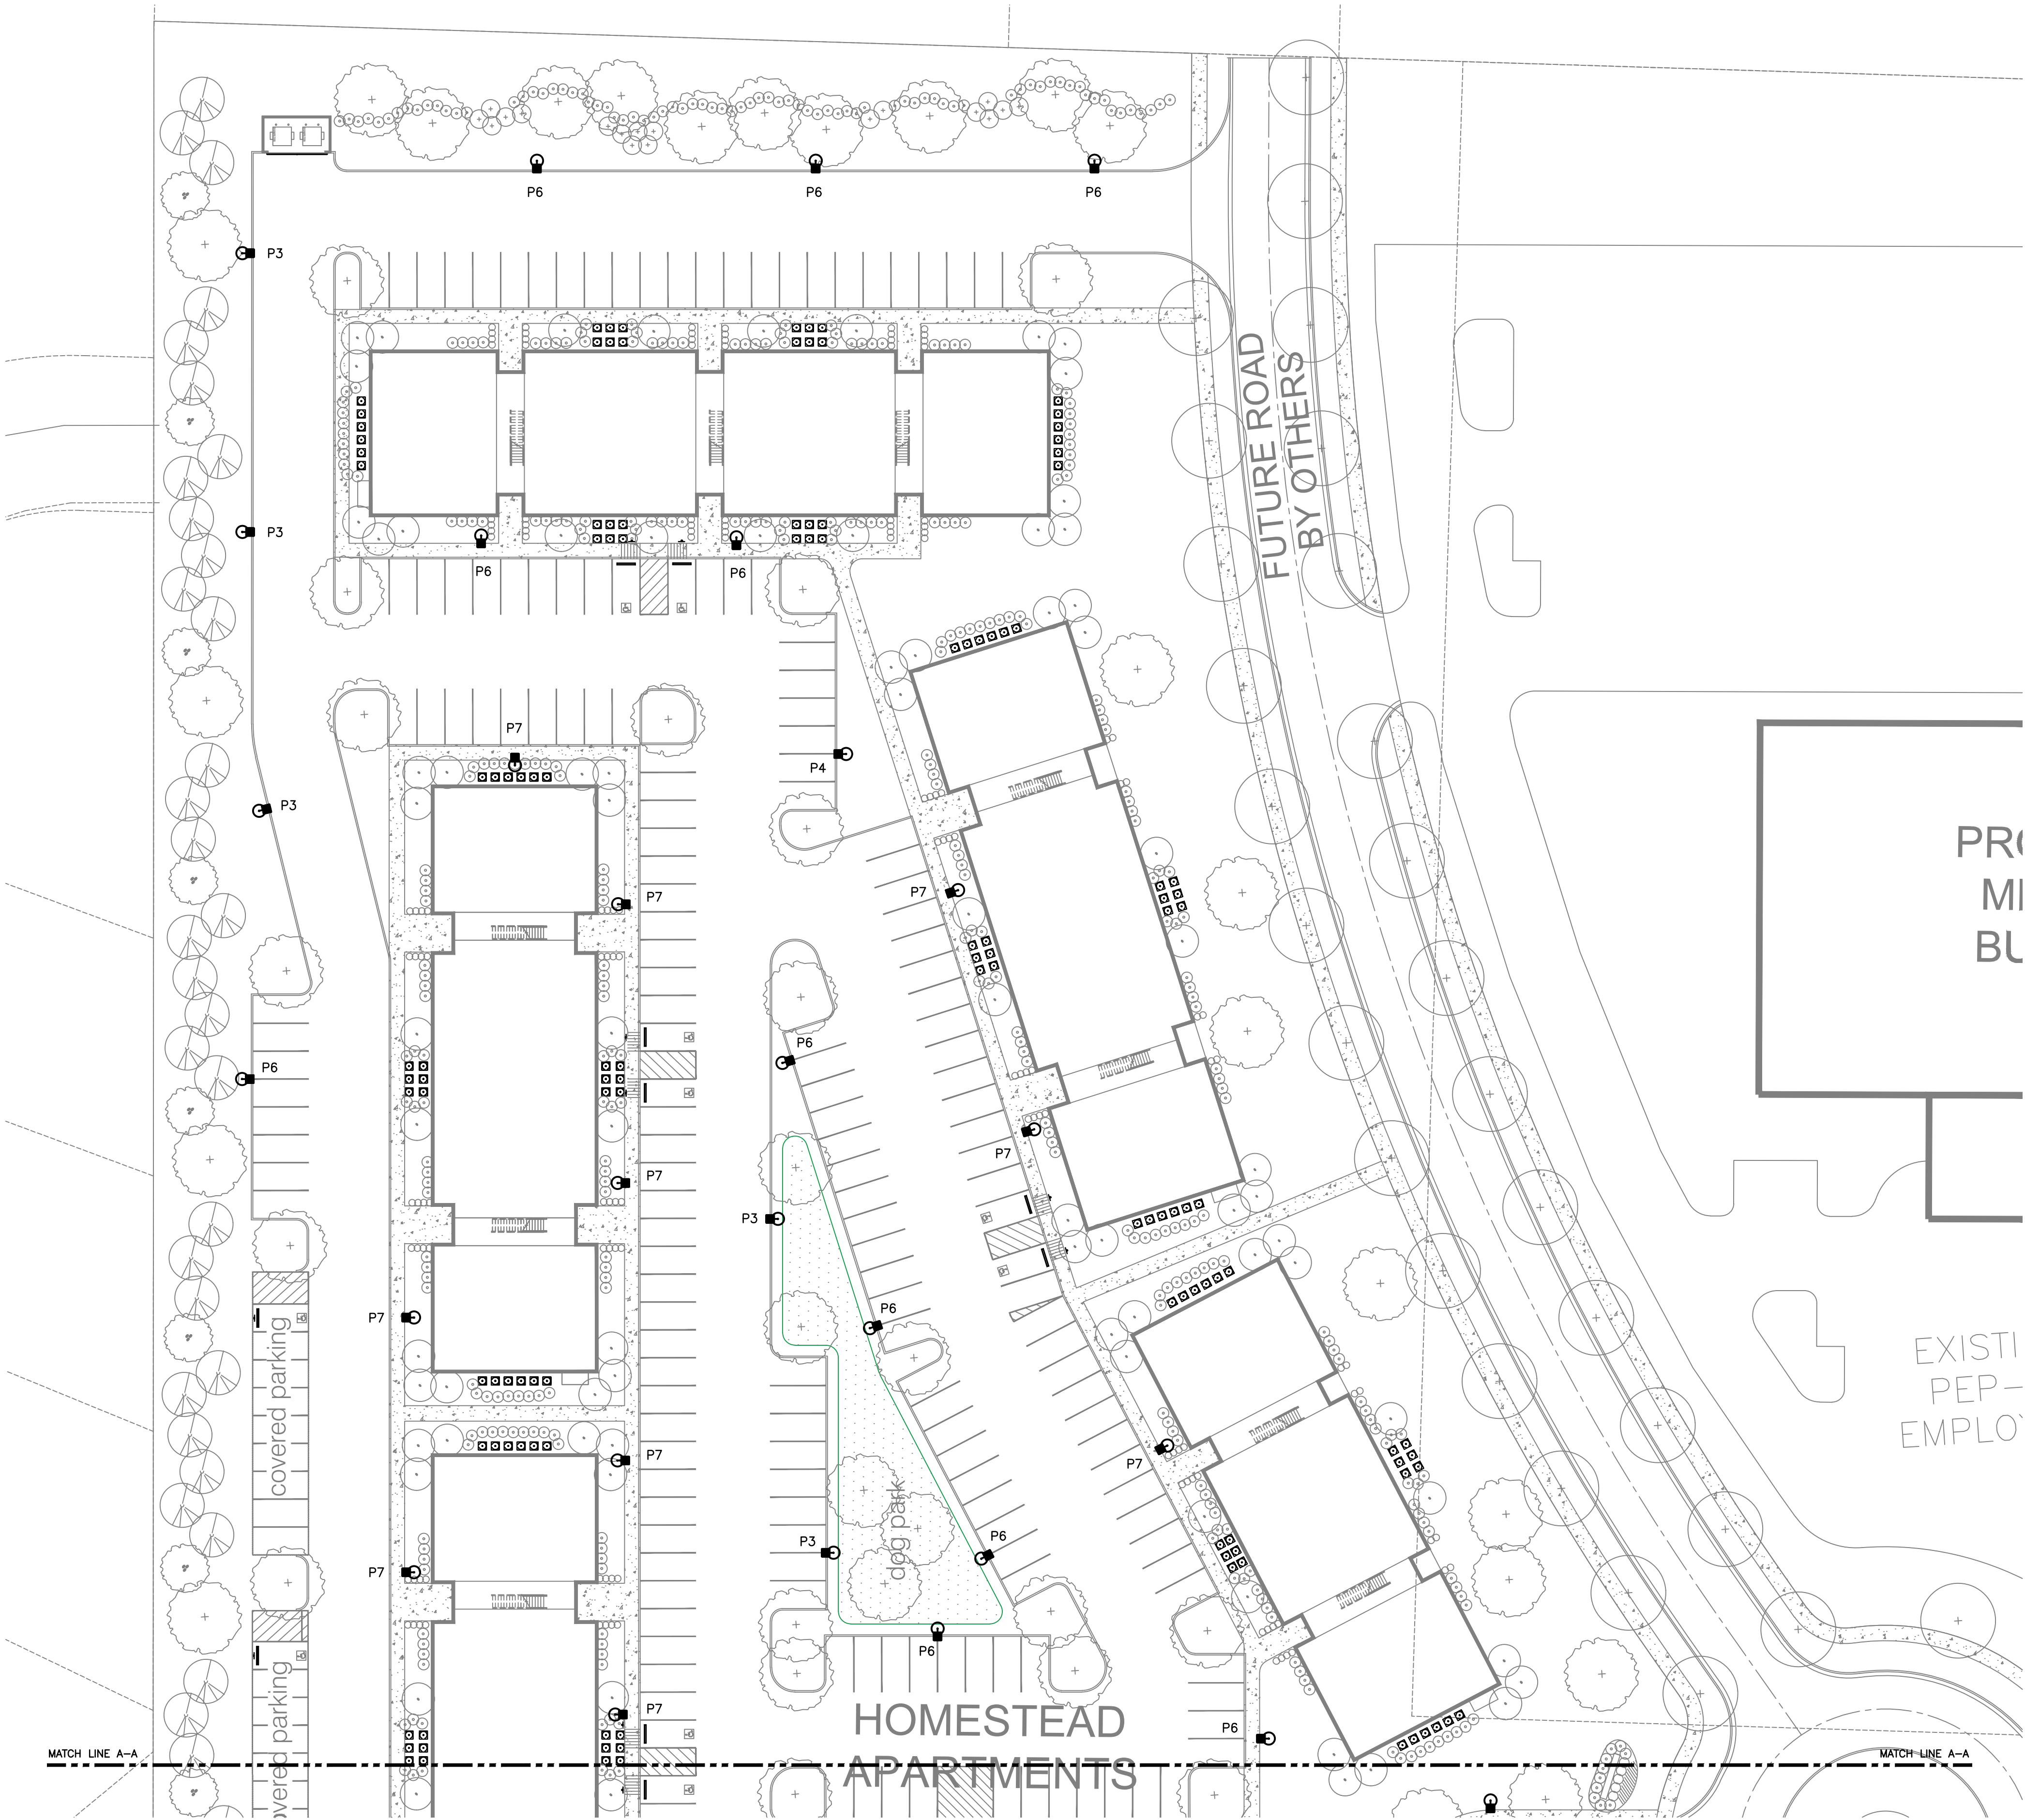 P6
P6
P6
P3
P3
P6
P6
FUTURE ROAD
BY OTHERS
P7
P4
P3
P7
P7
P6
P6
P7
P7
P3
P6
P7
P7
P7
P3
P6
P7
P6
P7
P6
covered parking
covered parking
dog park
HOMESTEAD
APARTMENTS
MATCH LINE A-A
MATCH LINE A-A
EXISTI
PEP-
EMPLO
PRO
MI
BU